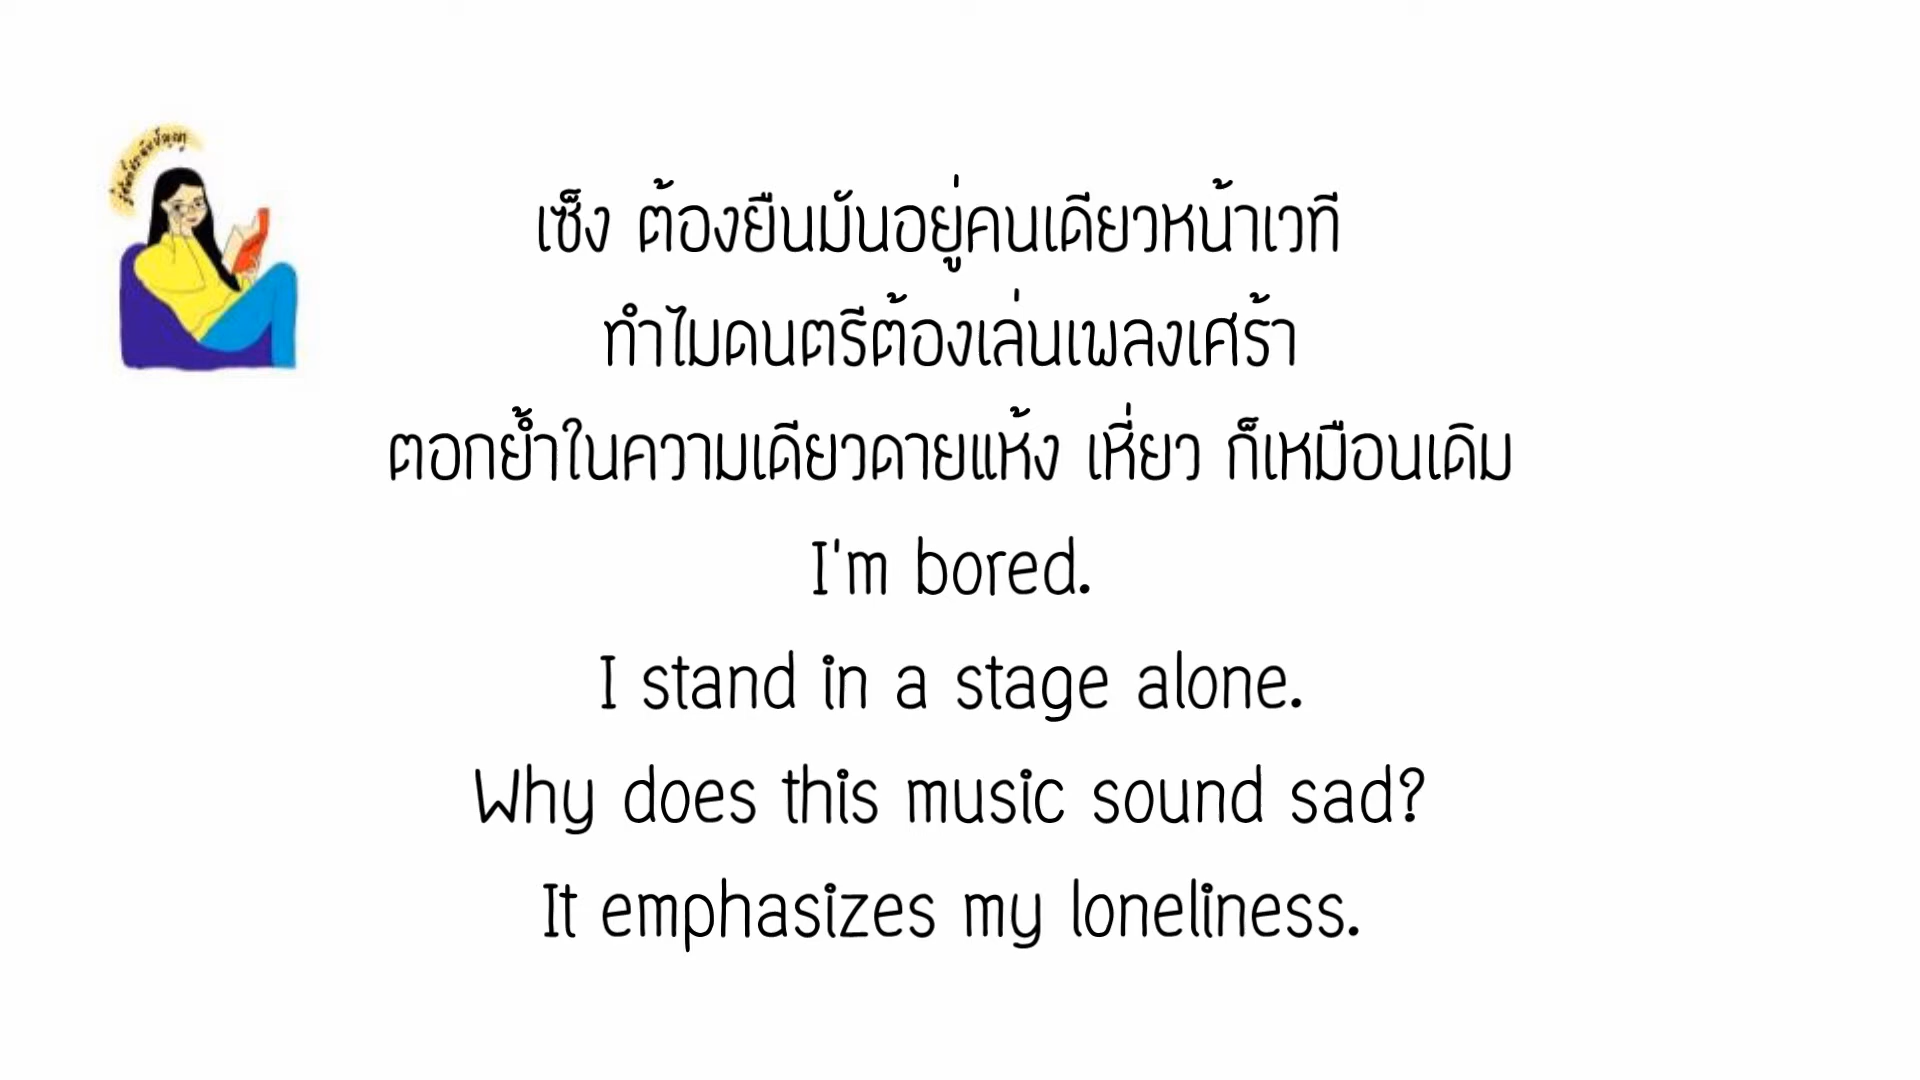 เซ็ง ต้องยืนมันอยู่คนเดียวหน้าเวที
ทำไมดนตรีต้องเล่นเพลงเศร้า
ตอกย้ำในความเดียวดายแห้ง เหี่ยว ก็เหมือนเดิม
I'm bored.
I stand in a stage alone.
Why does this music sound sad?
It emphasizes my loneliness.